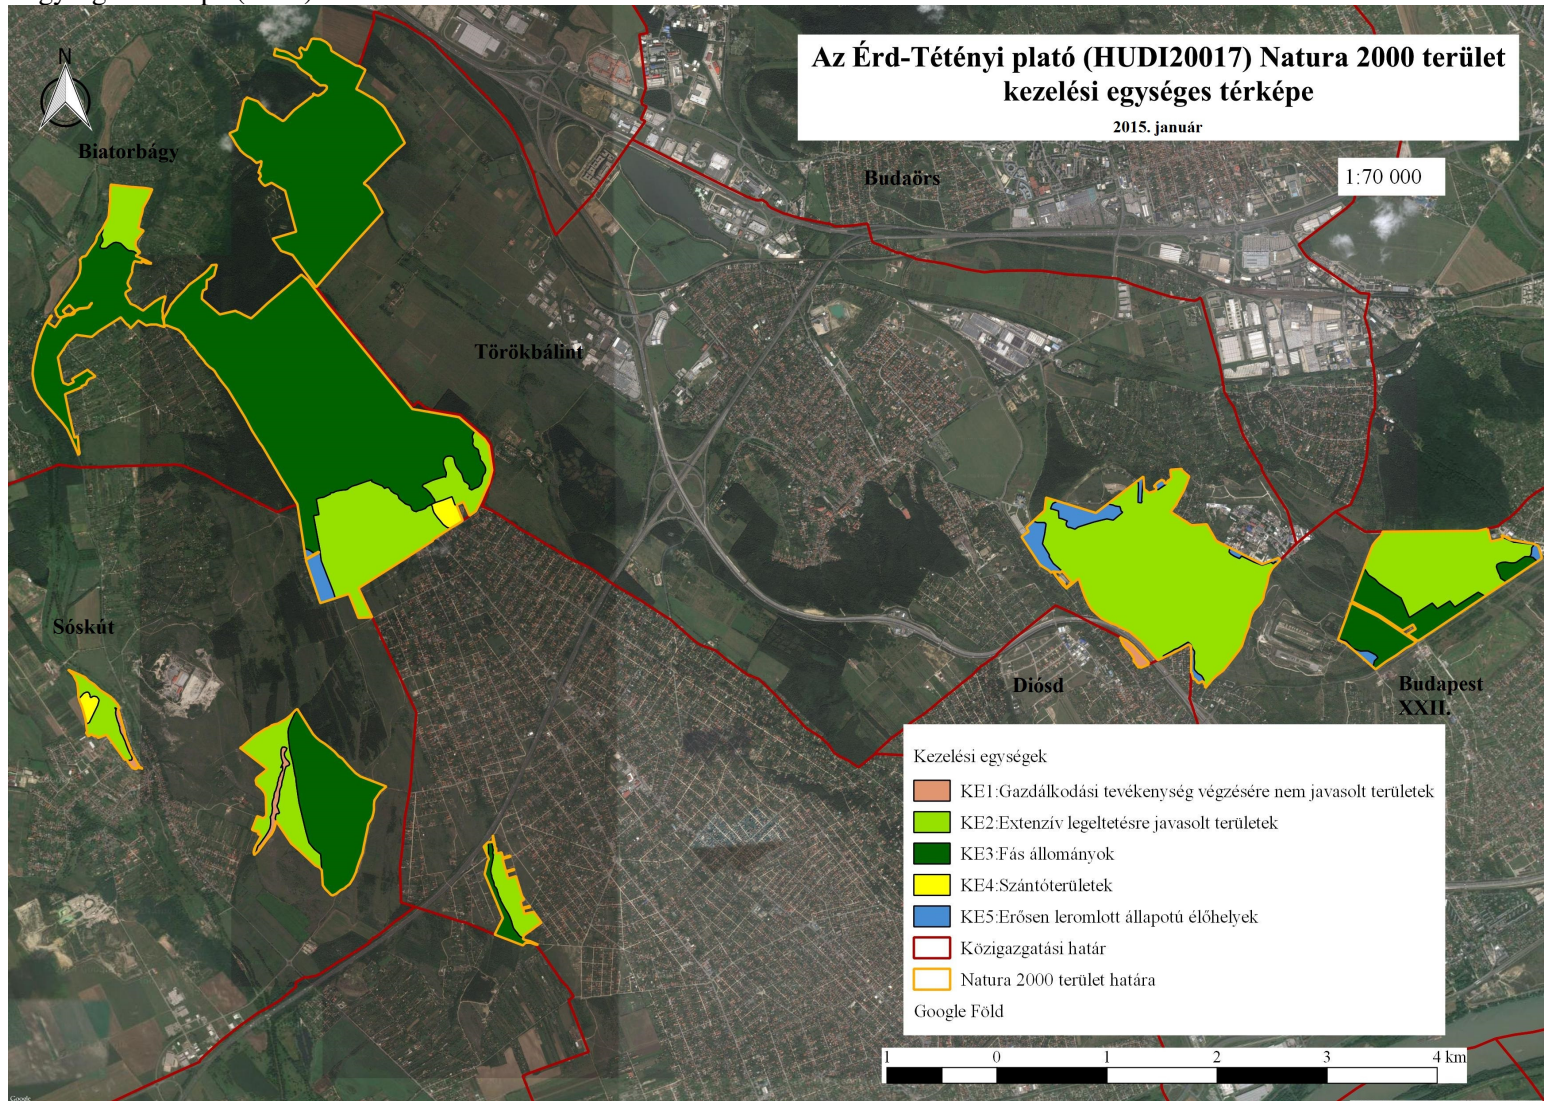 Az Érd-Tétényi plató (HUDI20017) Natura 2000 terület
kezelési egységes térképe
2015. január
1:70 000
N
Biatorbágy
Budaörs
Törökbálint
Sóskút
Diósd
Budapest
XXII.
Kezelési egységek
KE1:Gazdálkodási tevékenység végzésére nem javasolt területek
KE2:Extenzív legeltetésre javasolt területek
KE3:Fás állományok
KE4:Szántóterületek
KE5:Erősen leromlott állapotú élőhelyek
Közigazgatási határ
Natura 2000 terület határa
Google Föld
1 0 1 2 3 4 km
Google